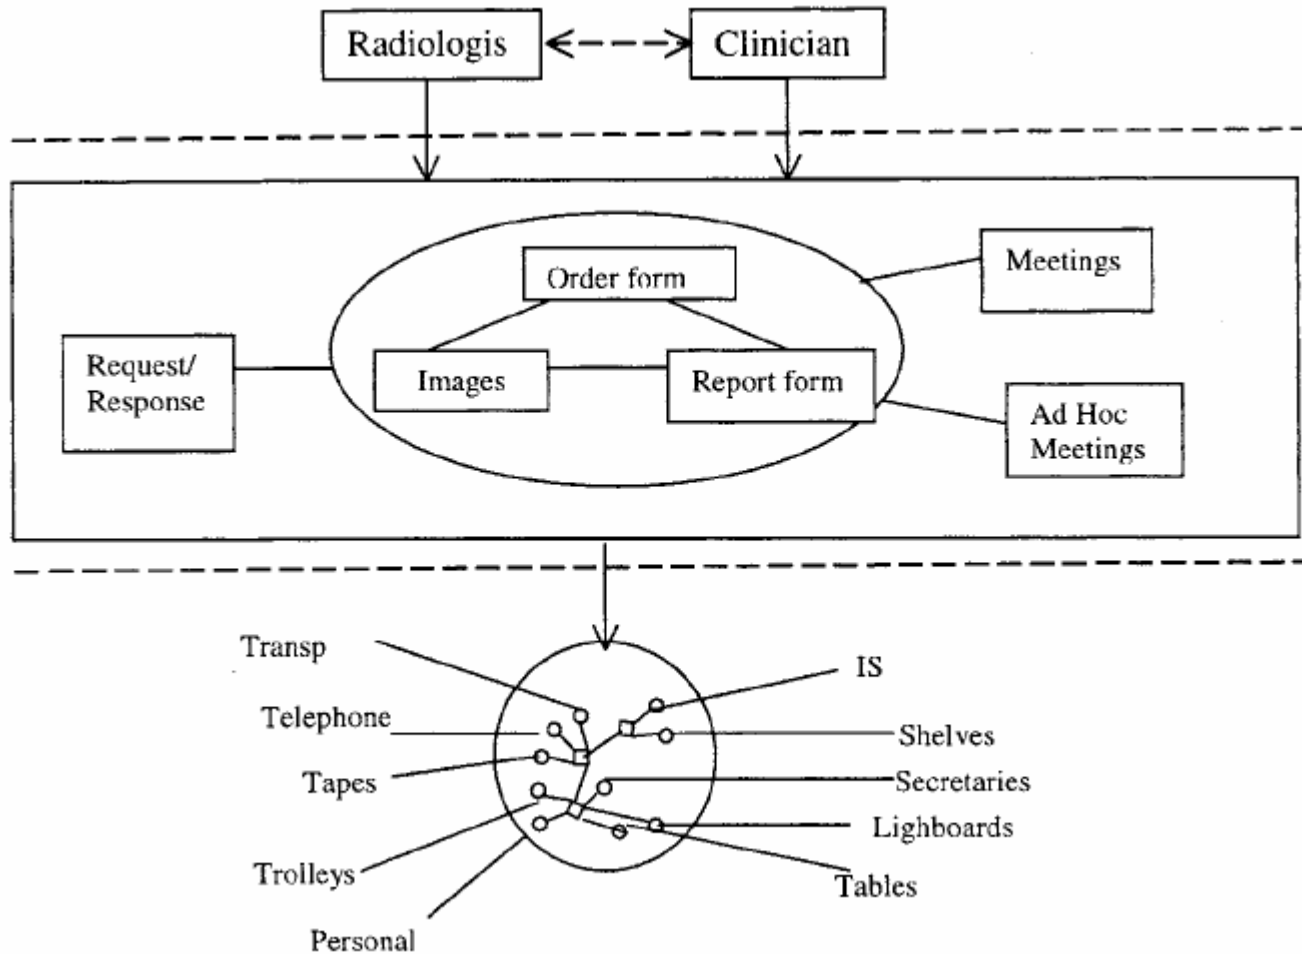 Radiologis
Clinician
Order form
Meetings
Request/
Response
Images
Report form
Ad Hoc
Meetings
Transp
IS
Telephone
Shelves
Tapes
Secretaries
Lighboards
Trolleys
Tables
Personal